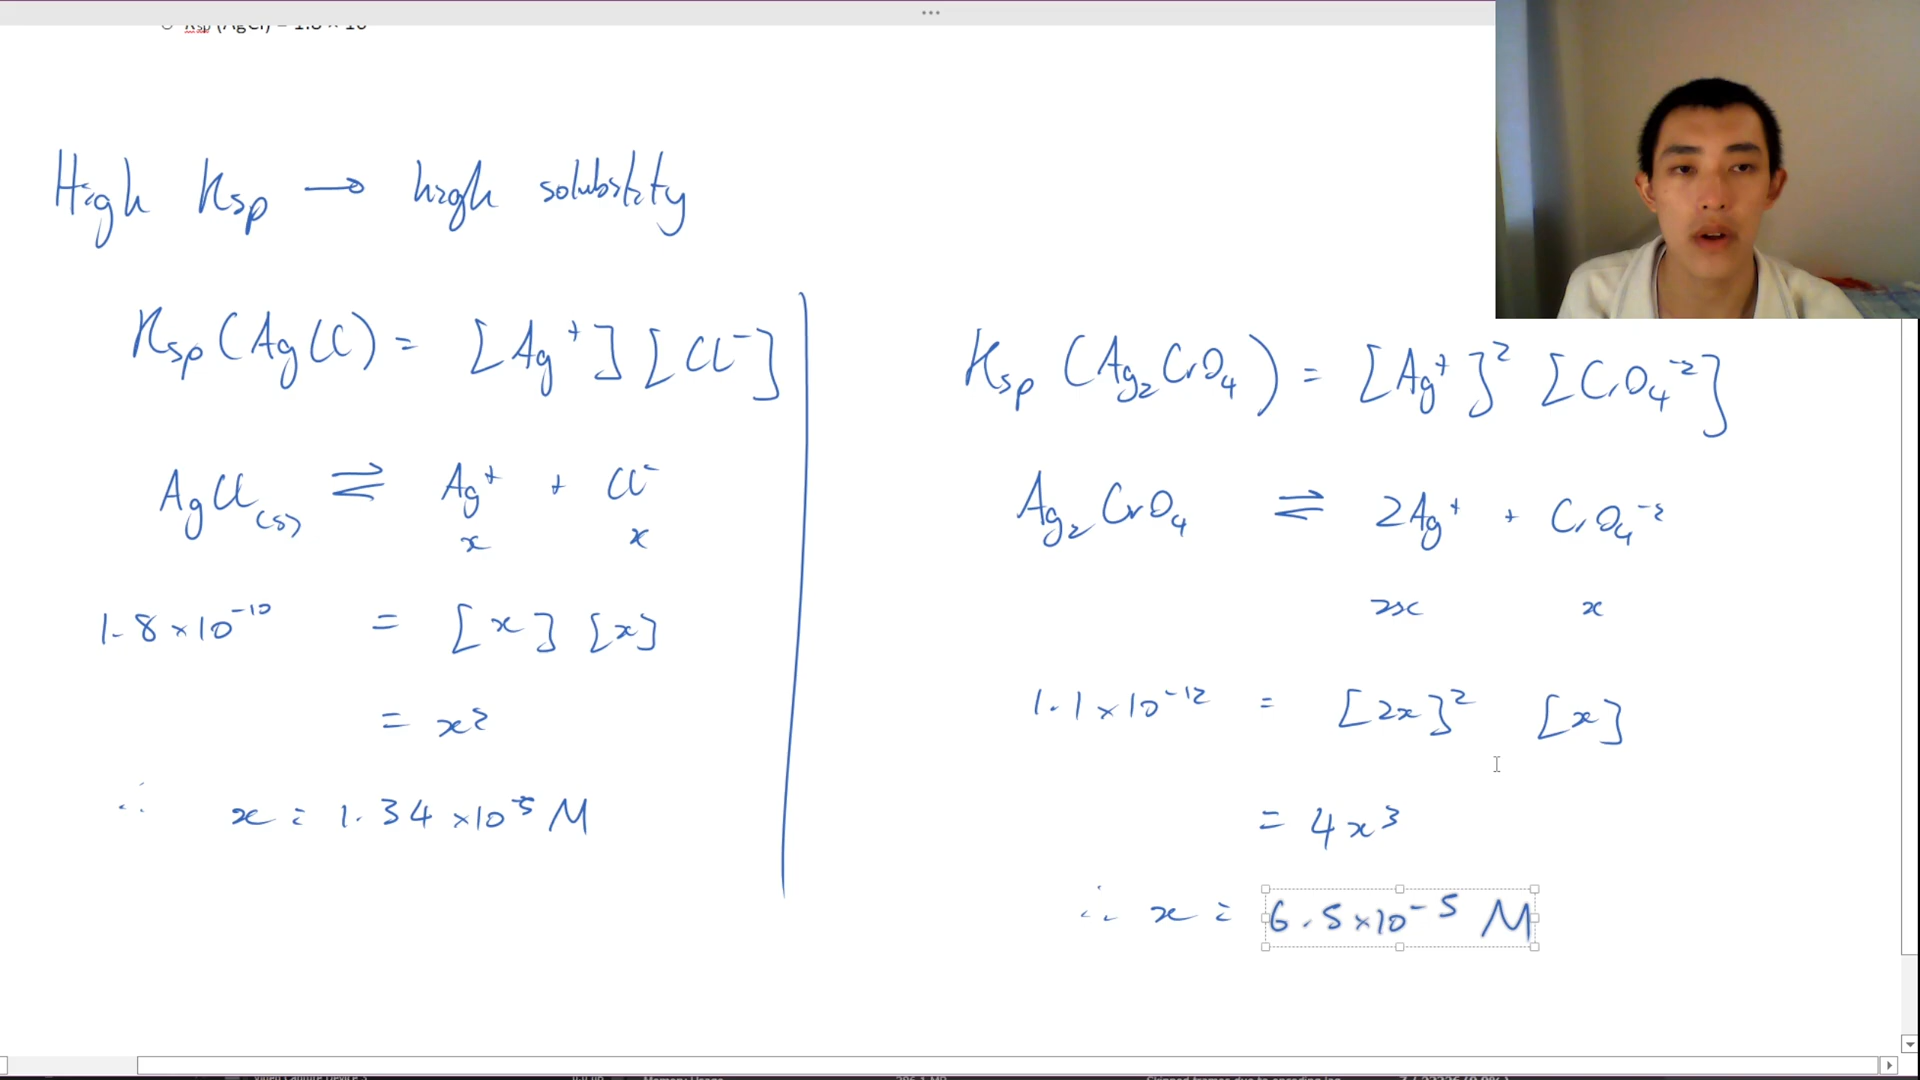 High Ksp → high solubility
Ksp (AgCl) = [Ag⁺] [Cl⁻]
AgCl(s) ⇌ Ag⁺ + Cl⁻
x x
1.8 × 10⁻¹⁰ = [x] [x]
= x²
∴ x = 1.34 × 10⁻⁵ M
Ksp (Ag₂CrO₄) = [Ag⁺]² [CrO₄⁻²]
Ag₂CrO₄ ⇌ 2Ag⁺ + CrO₄⁻²
2x x
1.1 × 10⁻¹² = [2x]² [x]
= 4x³
∴ x = 6.5 × 10⁻⁵ M